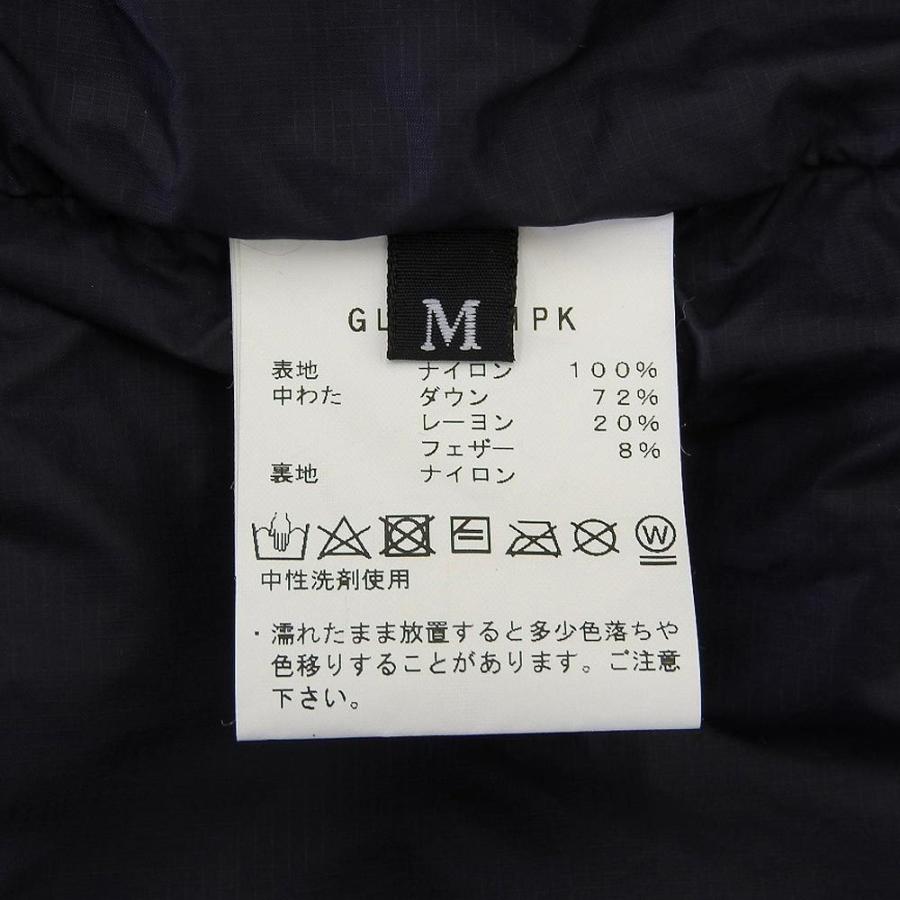 M
表地 ナイロン 100%
中わた ダウン 72%
レーヨン 20%
フェザー 8%
裏地 ナイロン
W
中性洗剤使用
・濡れたまま放置すると多少色落ちや
色移りすることがあります。ご注意
下さい。